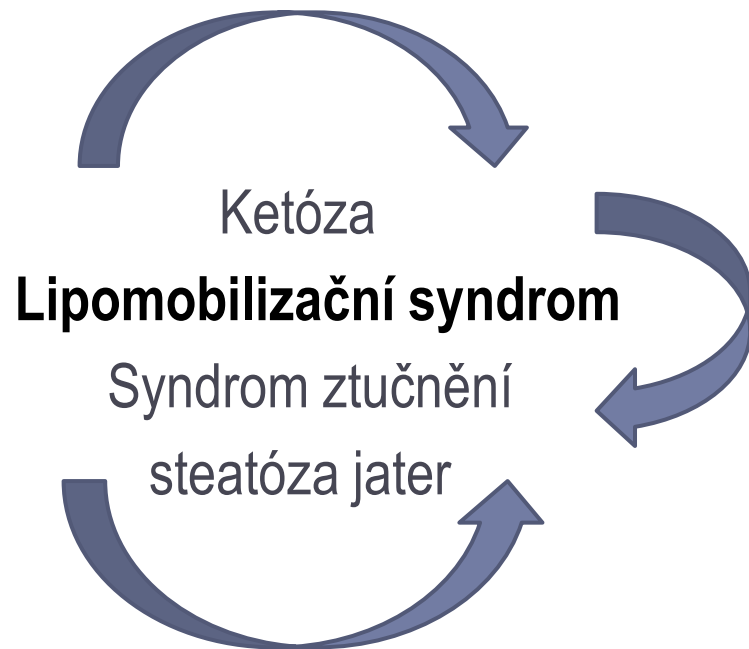 Ketóza
Lipomobilizační syndrom
Syndrom ztučnění
steatóza jater